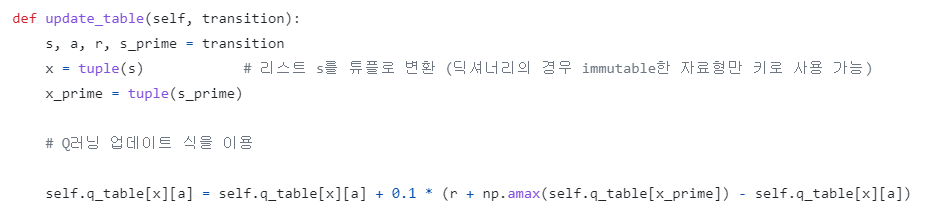 def update_table(self, transition):
    s, a, r, s_prime = transition
    x = tuple(s)            # 리스트 s를 튜플로 변환 (딕셔너리의 경우 immutable한 자료형만 키로 사용 가능)
    x_prime = tuple(s_prime)
    # Q러닝 업데이트 식을 이용
    self.q_table[x][a] = self.q_table[x][a] + 0.1 * (r + np.amax(self.q_table[x_prime]) - self.q_table[x][a])